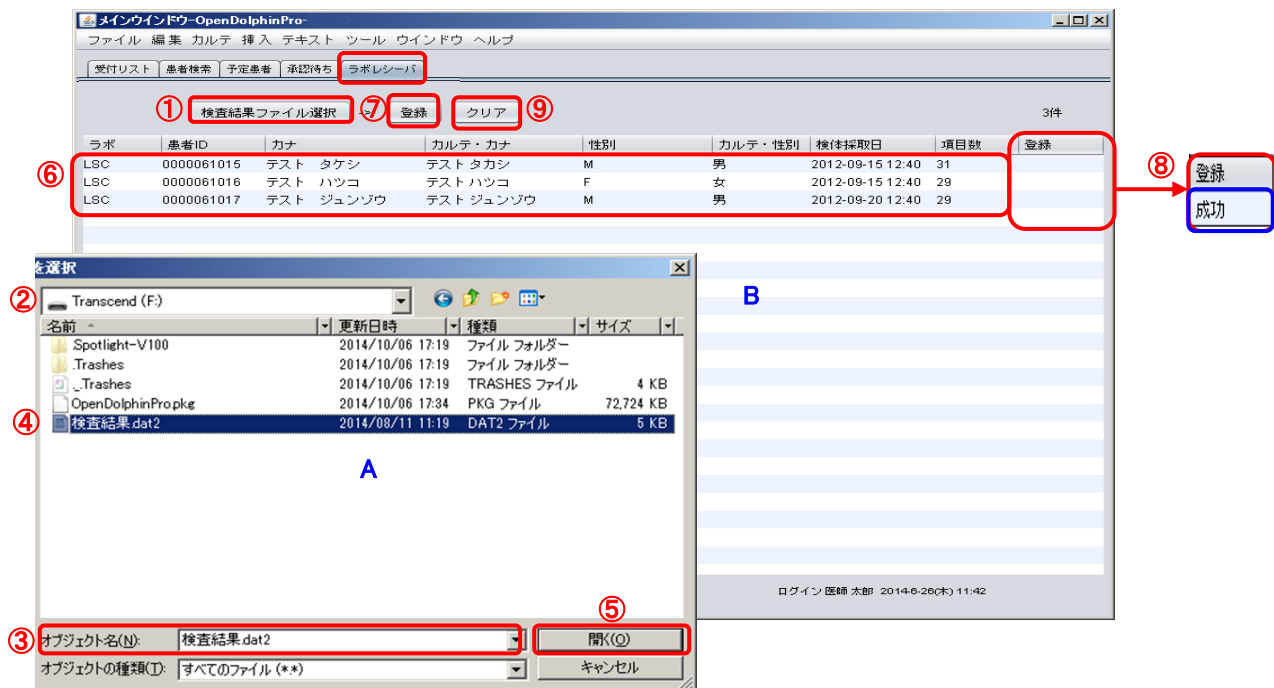 メインウインドウ-OpenDolphinPro-
ファイル 編集 カルテ 挿入 テキスト ツール ウインドウ ヘルプ
受付リスト 患者検索 予定患者 承認待ち ラボレシーバ
① 検査結果ファイル選択 ⑦ 登録 クリア ⑨ 3件
ラボ 患者ID カナ カルテ・カナ 性別 カルテ・性別 検体採取日 項目数 登録
⑥
LSC 0000061015 テスト タケシ テスト タカシ M 男 2012-09-15 12:40 31
LSC 0000061016 テスト ハツコ テスト ハツコ F 女 2012-09-15 12:40 29
LSC 0000061017 テスト ジュンゾウ テスト ジュンゾウ M 男 2012-09-20 12:40 29
⑧
登録
成功
を選択
② Transcend (F:)
B
名前 更新日時 種類 サイズ
.Spotlight-V100 2014/10/06 17:19 ファイル フォルダー
.Trashes 2014/10/06 17:19 ファイル フォルダー
._Trashes 2014/10/06 17:19 TRASHES ファイル 4 KB
OpenDolphinPro.pkg 2014/10/06 17:34 PKG ファイル 72,724 KB
④ 検査結果.dat2 2014/08/11 11:19 DAT2 ファイル 5 KB
A
ログイン 医師 太郎 2014-6-26(木) 11:42
⑤
③ オブジェクト名(N): 検査結果.dat2 開く(O)
オブジェクトの種類(T): すべてのファイル (*.*) キャンセル